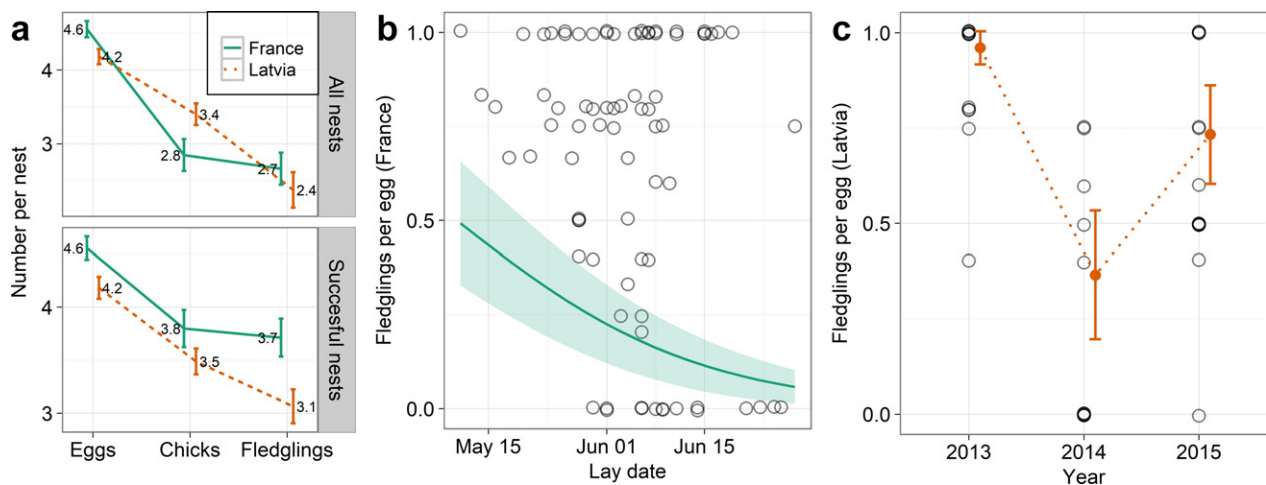 a
Number per nest
4
3
4.6
4.2
2.8
3.4
2.7
2.4
France
Latvia
All nests
4
3
4.6
4.2
3.8
3.5
3.7
3.1
Succesful nests
Eggs
Chicks
Fledglings
b
Fledglings per egg (France)
1.0
0.5
0.0
May 15
Jun 01
Jun 15
Lay date
c
Fledglings per egg (Latvia)
1.0
0.5
0.0
2013
2014
2015
Year